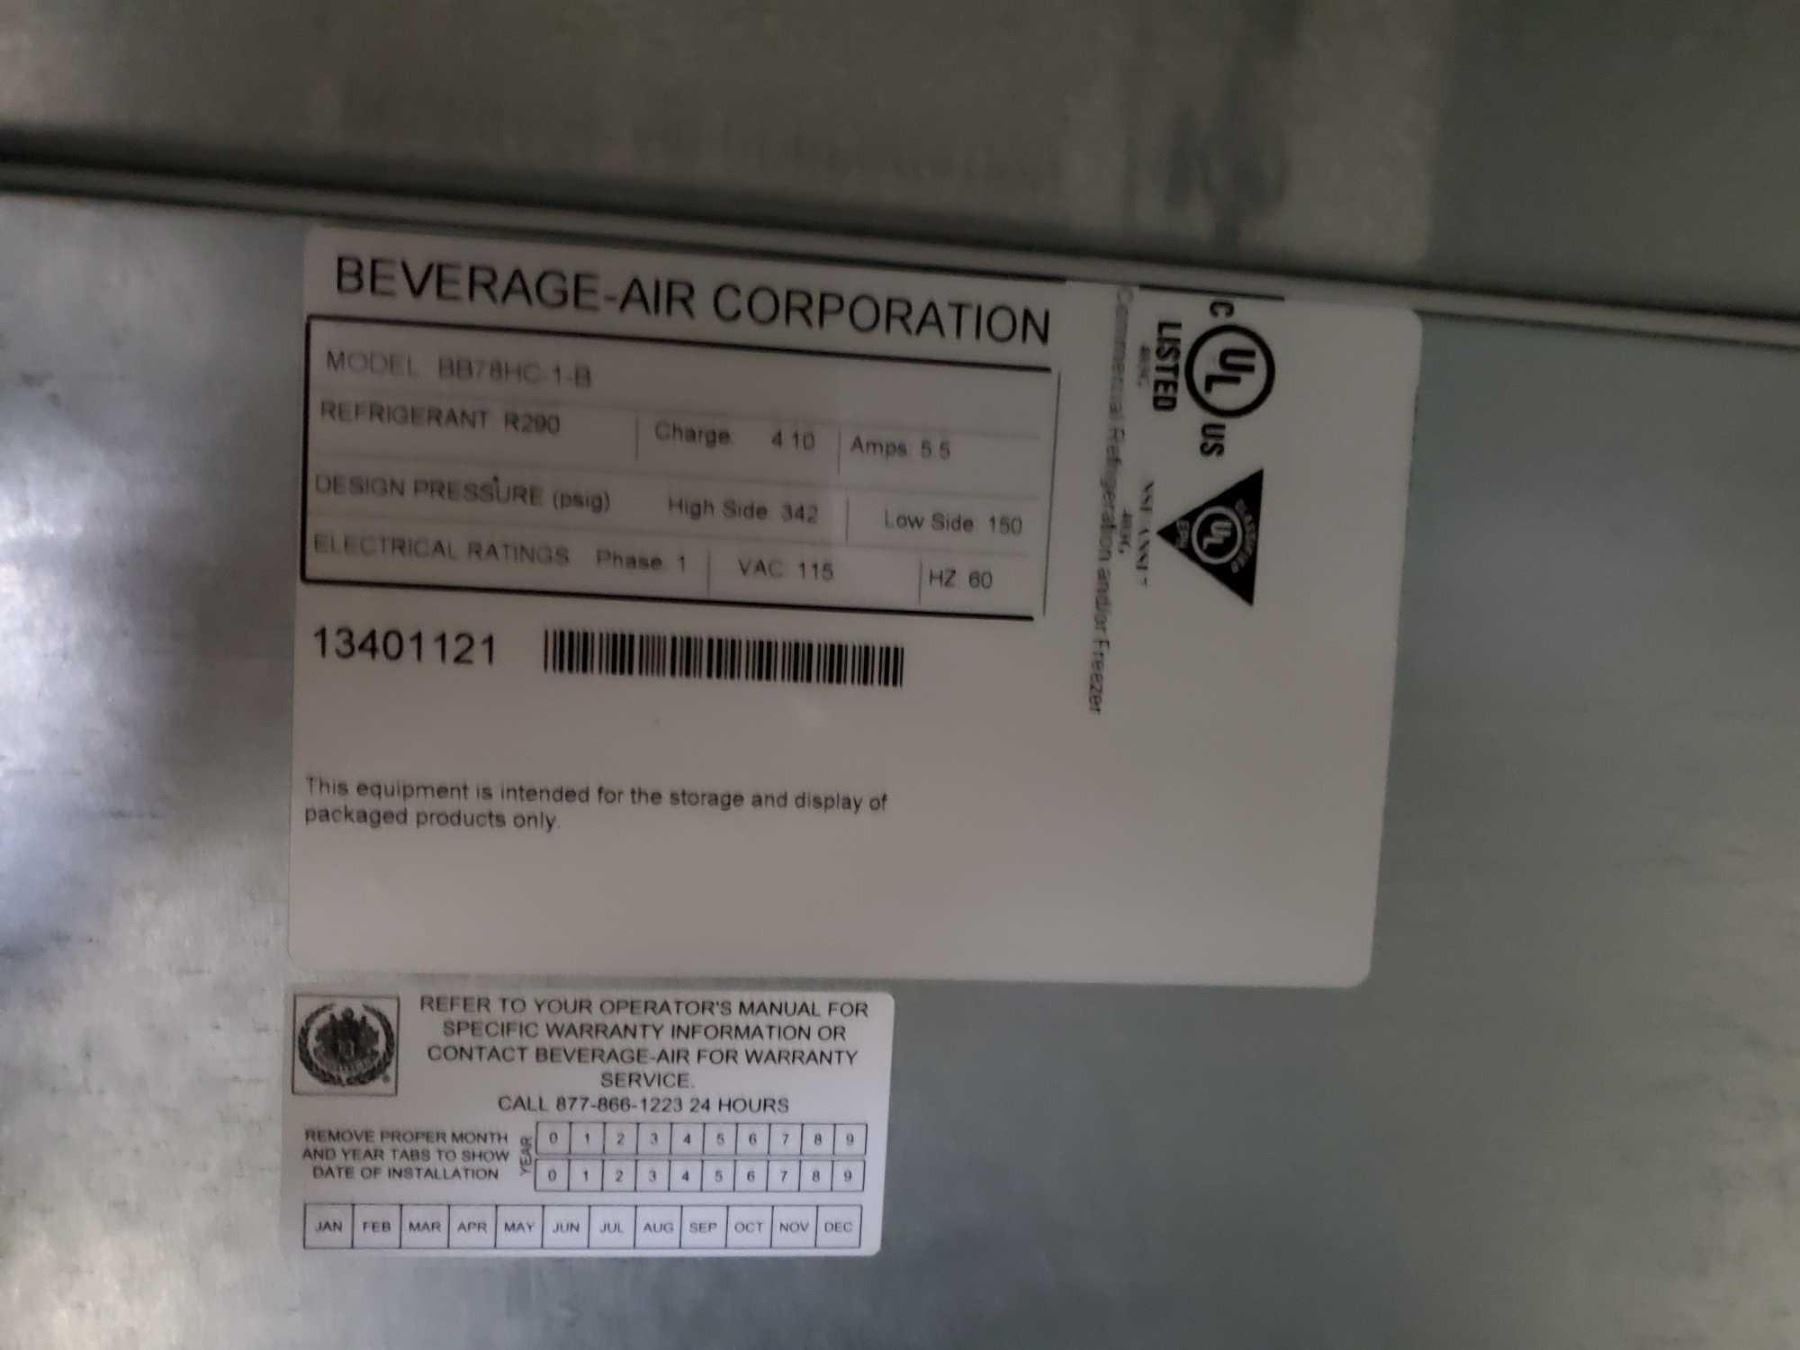 BEVERAGE-AIR CORPORATION
MODEL BB78HC-1-B
REFRIGERANT R290 Charge 4.10 Amps 5.5
DESIGN PRESSURE (psig) High Side 342 Low Side 150
ELECTRICAL RATINGS Phase 1 VAC 115 HZ 60
13401121
This equipment is intended for the storage and display of
packaged products only.
C UL US
LISTED
UL
EPH
Commercial Refrigeration and/or Freezer
REFER TO YOUR OPERATOR'S MANUAL FOR
SPECIFIC WARRANTY INFORMATION OR
CONTACT BEVERAGE-AIR FOR WARRANTY
SERVICE.
CALL 877-866-1223 24 HOURS
REMOVE PROPER MONTH
AND YEAR TABS TO SHOW
DATE OF INSTALLATION
YEAR
0 1 2 3 4 5 6 7 8 9
0 1 2 3 4 5 6 7 8 9
JAN FEB MAR APR MAY JUN JUL AUG SEP OCT NOV DEC